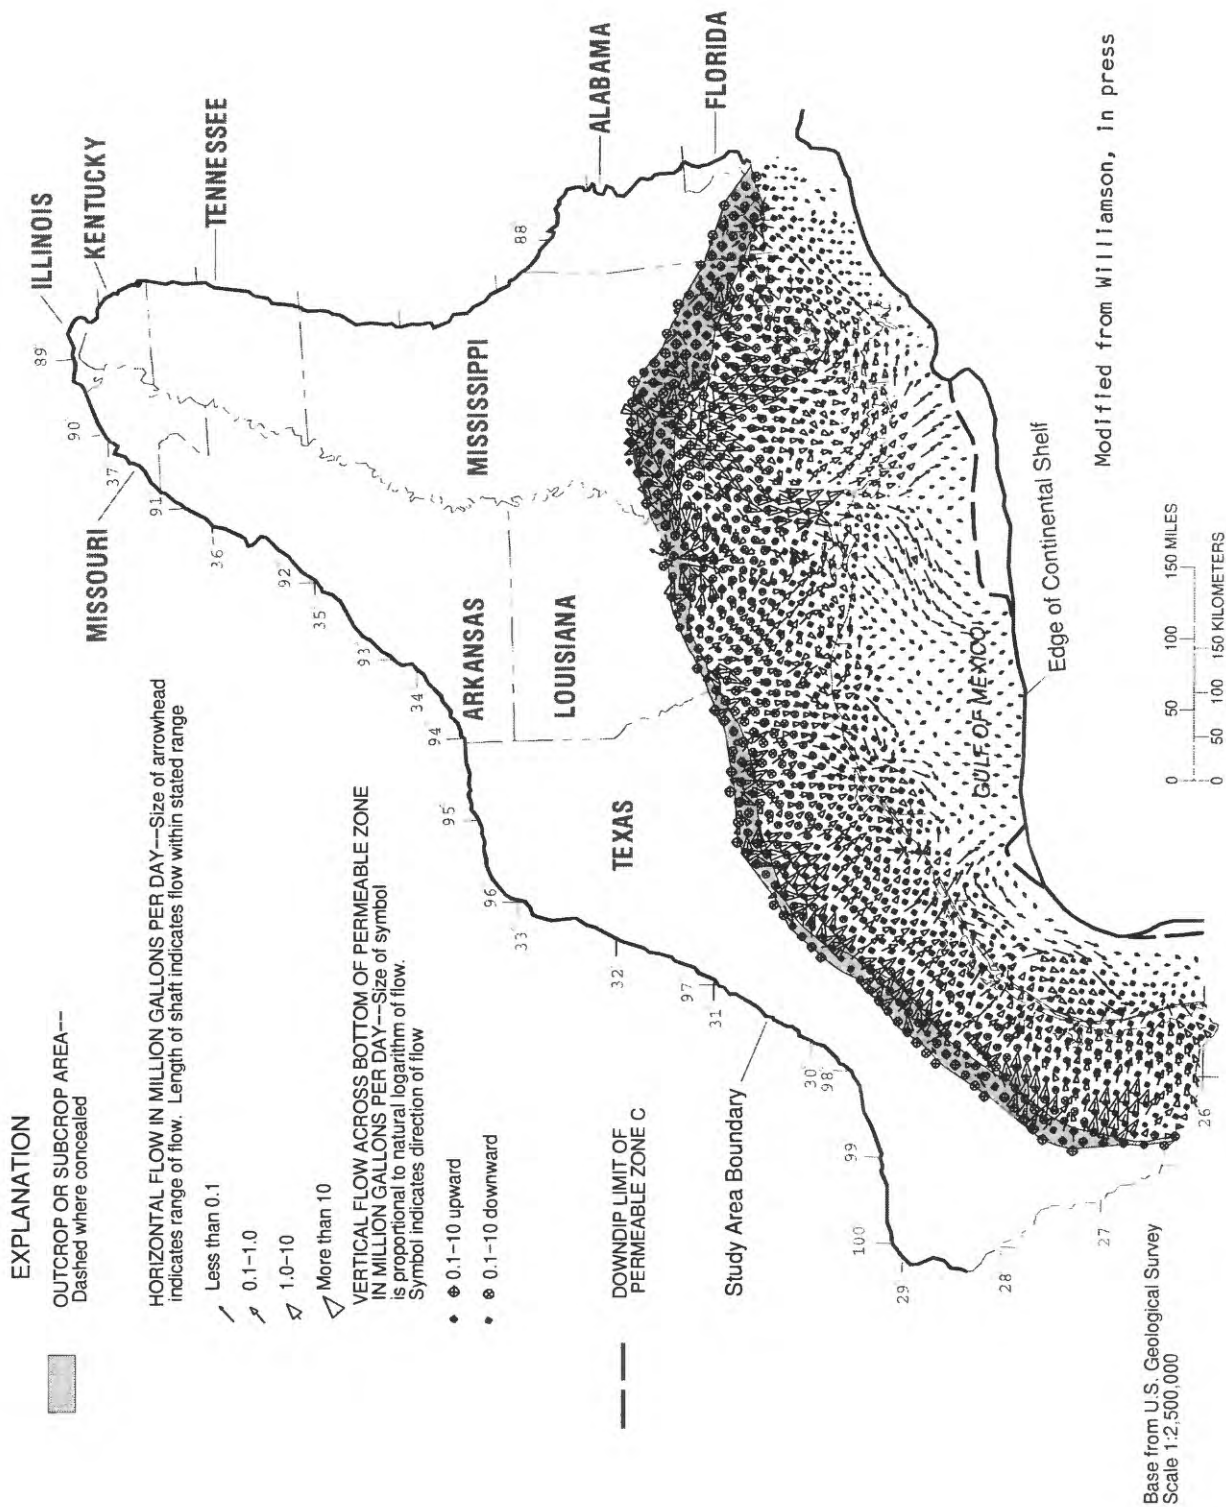 EXPLANATION
OUTCROP OR SUBCROP AREA--
Dashed where concealed
HORIZONTAL FLOW IN MILLION GALLONS PER DAY--Size of arrowhead
indicates range of flow. Length of shaft indicates flow within stated range
Less than 0.1
0.1-1.0
1.0-10
More than 10
VERTICAL FLOW ACROSS BOTTOM OF PERMEABLE ZONE
IN MILLION GALLONS PER DAY--Size of symbol
is proportional to natural logarithm of flow.
Symbol indicates direction of flow
0.1-10 upward
0.1-10 downward
DOWNDIP LIMIT OF
PERMEABLE ZONE C
Study Area Boundary
ILLINOIS
KENTUCKY
TENNESSEE
MISSOURI
ARKANSAS
MISSISSIPPI
ALABAMA
FLORIDA
LOUISIANA
TEXAS
GULF OF MEXICO
Edge of Continental Shelf
89°
90°
37°
91°
36°
92°
35°
93°
34°
94°
95°
96°
33°
32°
97°
31°
30°
98°
99°
100°
29°
28°
27°
26°
88°
Modified from Williamson, in press
0 50 100 150 MILES
0 50 100 150 KILOMETERS
Base from U.S. Geological Survey
Scale 1:2,500,000